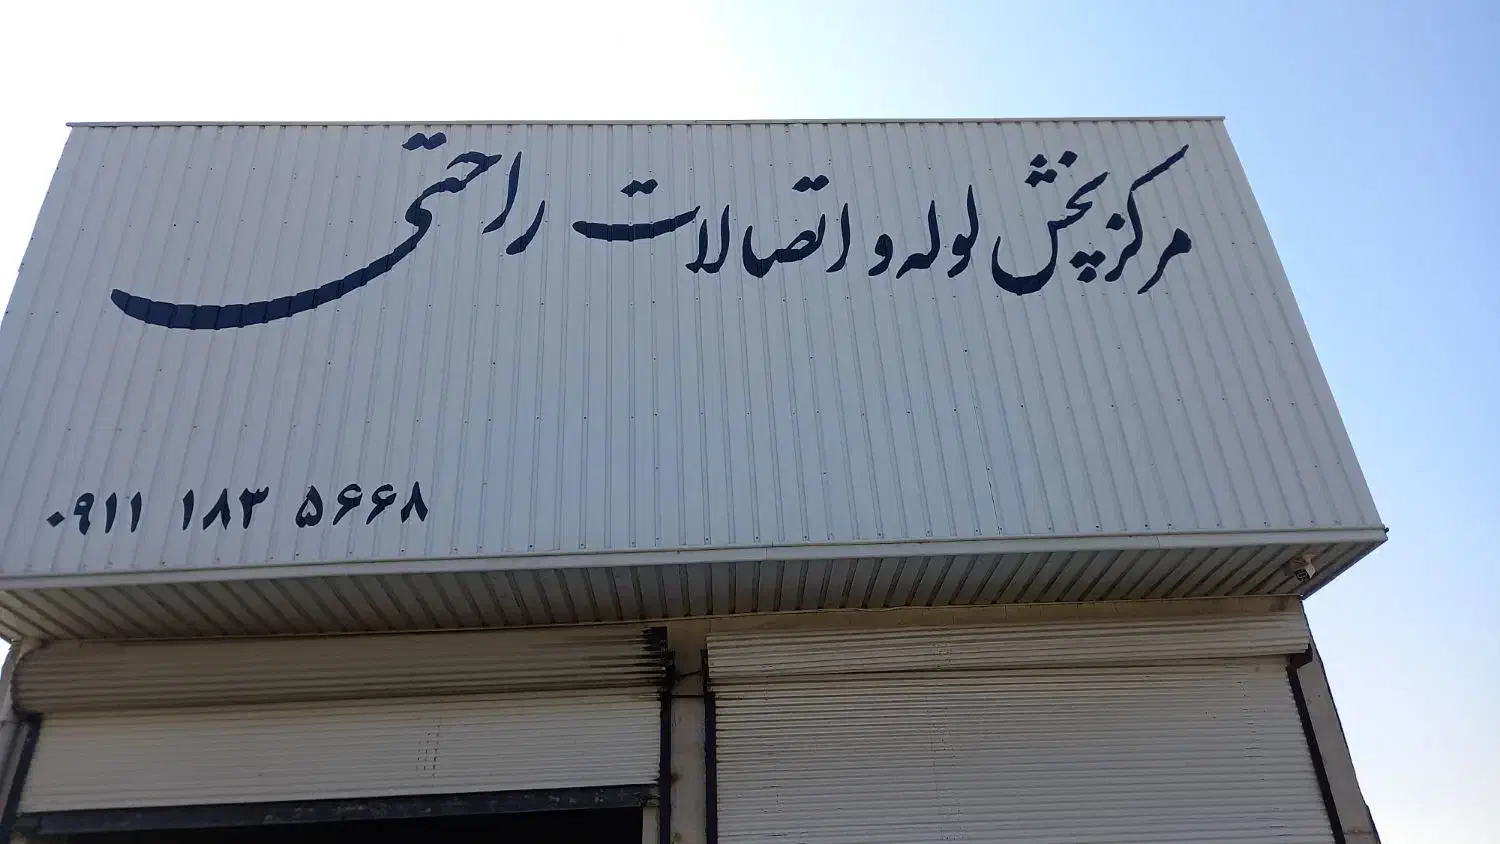 مرکز پخش لوله و اتصالات راحتی
۰۹۱۱ ۱۸۳ ۵۶۶۸